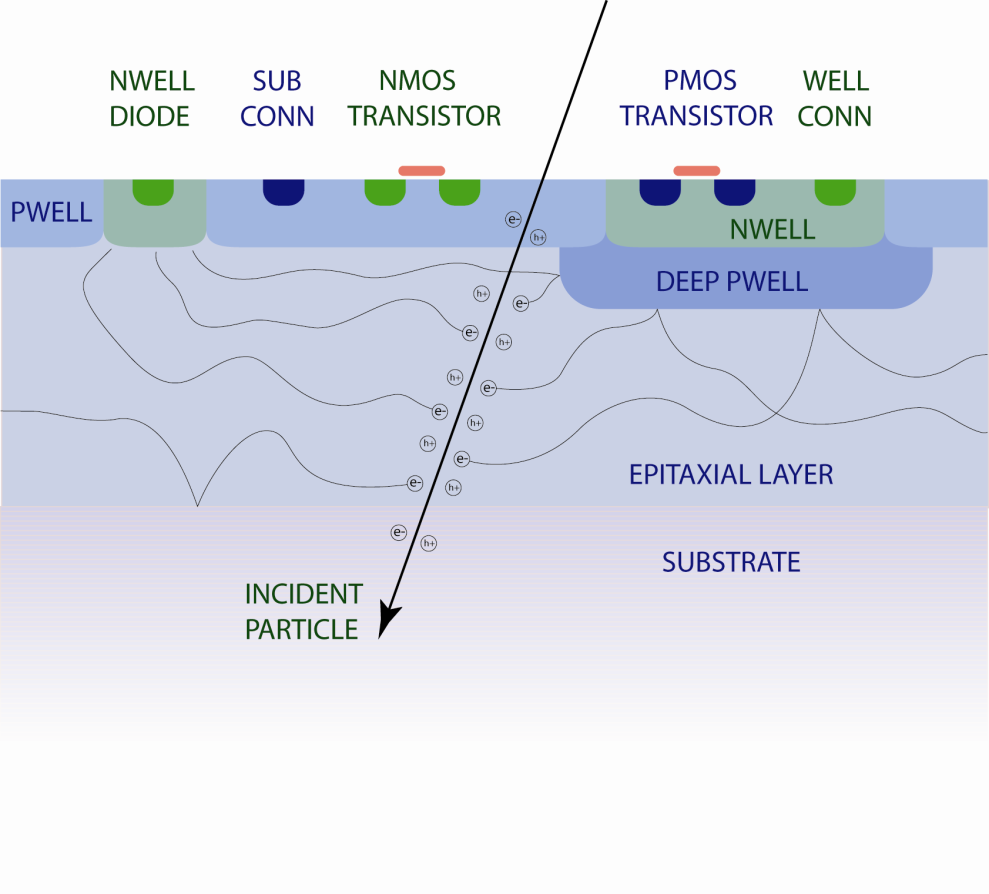 NWELL
DIODE
SUB
CONN
NMOS
TRANSISTOR
PMOS
TRANSISTOR
WELL
CONN
PWELL
NWELL
e-
h+
DEEP PWELL
h+
e-
e-
h+
h+
e-
e-
h+
h+
e-
EPITAXIAL LAYER
e-
h+
e-
h+
SUBSTRATE
INCIDENT
PARTICLE